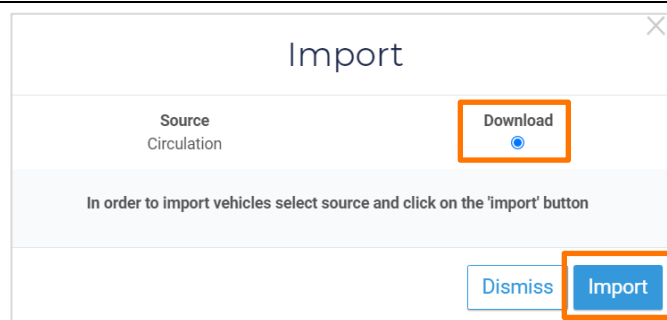 Import
Source Download
Circulation
In order to import vehicles select source and click on the 'import' button
Dismiss Import